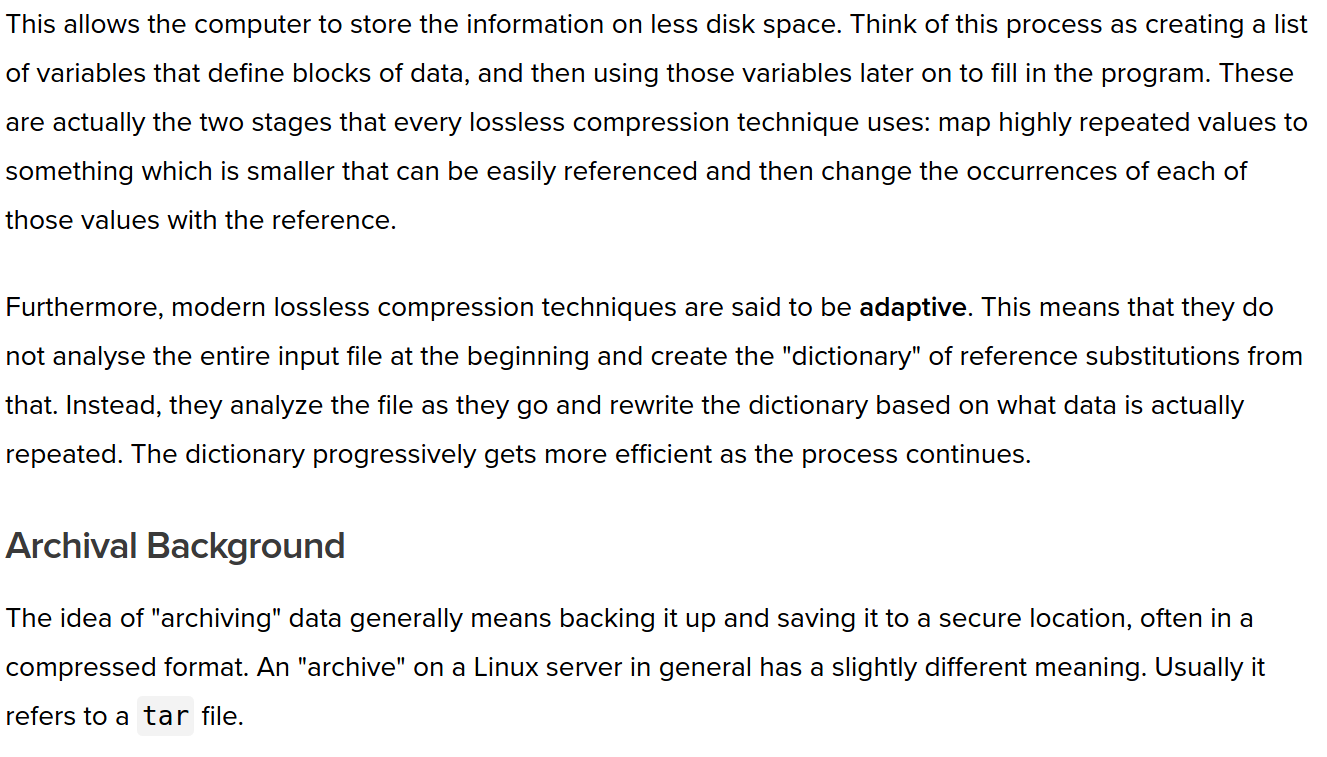 This allows the computer to store the information on less disk space. Think of this process as creating a list
of variables that define blocks of data, and then using those variables later on to fill in the program. These
are actually the two stages that every lossless compression technique uses: map highly repeated values to
something which is smaller that can be easily referenced and then change the occurrences of each of
those values with the reference.
Furthermore, modern lossless compression techniques are said to be adaptive. This means that they do
not analyse the entire input file at the beginning and create the "dictionary" of reference substitutions from
that. Instead, they analyze the file as they go and rewrite the dictionary based on what data is actually
repeated. The dictionary progressively gets more efficient as the process continues.
Archival Background
The idea of "archiving" data generally means backing it up and saving it to a secure location, often in a
compressed format. An "archive" on a Linux server in general has a slightly different meaning. Usually it
refers to a tar file.